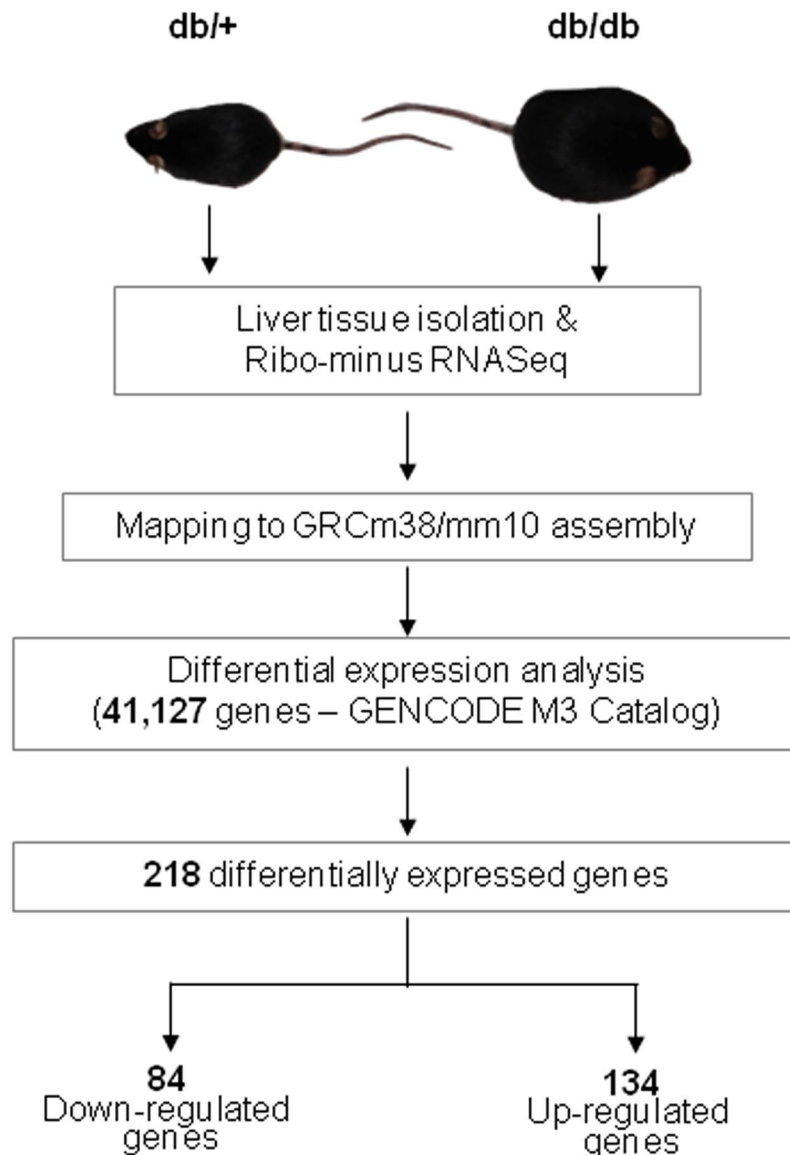 db/+
db/db
Liver tissue isolation &
Ribo-minus RNASeq
Mapping to GRCm38/mm10 assembly
Differential expression analysis
(41,127 genes – GENCODE M3 Catalog)
218 differentially expressed genes
84
Down-regulated
genes
134
Up-regulated
genes